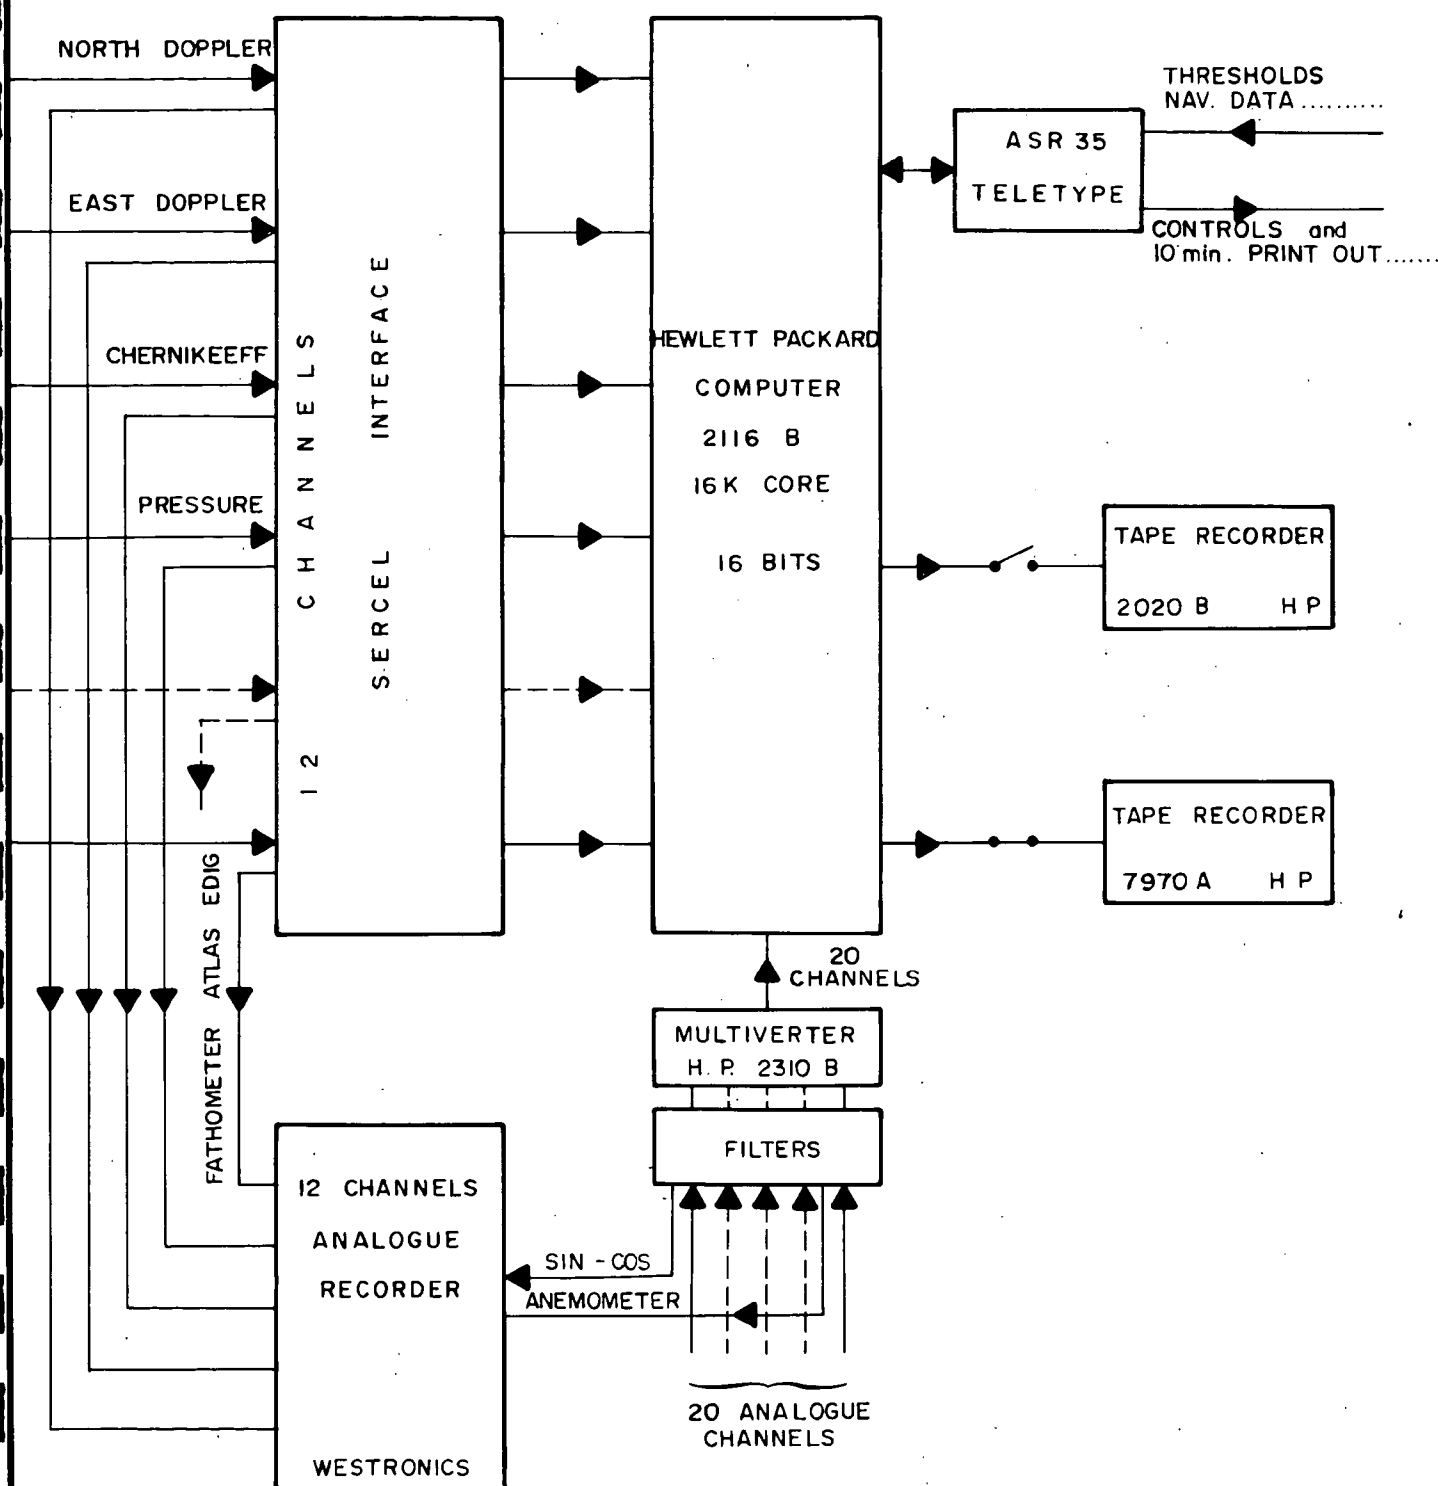 NORTH DOPPLER
EAST DOPPLER
CHERNIKEEFF
PRESSURE
12 CHANNELS
SERCEL INTERFACE
HEWLETT PACKARD
COMPUTER
2116 B
16K CORE
16 BITS
ASR 35
TELETYPE
THRESHOLDS
NAV. DATA ..........
CONTROLS and
10 min. PRINT OUT.......
TAPE RECORDER
2020 B HP
TAPE RECORDER
7970 A HP
20
CHANNELS
MULTIVERTER
H. P. 2310 B
FILTERS
FATHOMETER ATLAS EDIG
12 CHANNELS
ANALOGUE
RECORDER
WESTRONICS
SIN - COS
ANEMOMETER
20 ANALOGUE
CHANNELS